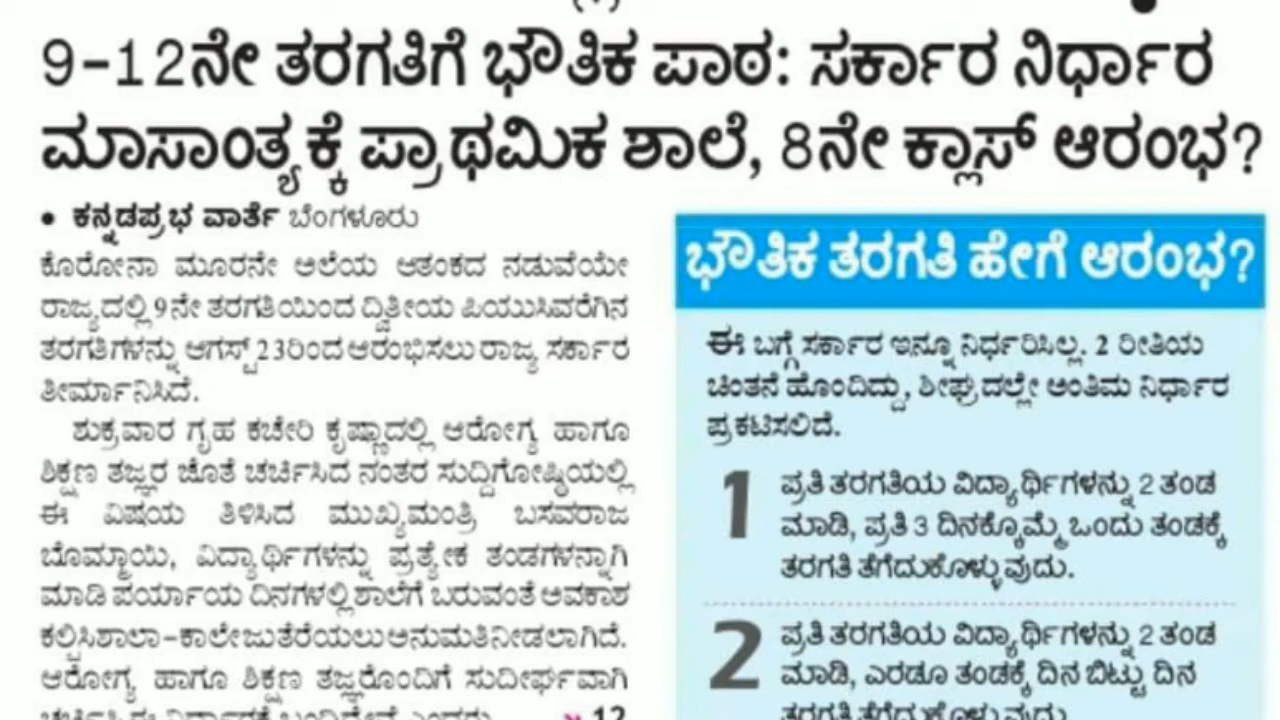 9-12ನೇ ತರಗತಿಗೆ ಭೌತಿಕ ಪಾಠ: ಸರ್ಕಾರ ನಿರ್ಧಾರ
ಮಾಸಾಂತ್ಯಕ್ಕೆ ಪ್ರಾಥಮಿಕ ಶಾಲೆ, 8ನೇ ಕ್ಲಾಸ್ ಆರಂಭ?
• ಕನ್ನಡಪ್ರಭ ವಾರ್ತೆ ಬೆಂಗಳೂರು
ಕೊರೋನಾ ಮೂರನೇ ಅಲೆಯ ಆತಂಕದ ನಡುವೆಯೇ
ರಾಜ್ಯದಲ್ಲಿ 9ನೇ ತರಗತಿಯಿಂದ ದ್ವಿತೀಯ ಪಿಯುಸಿವರೆಗಿನ
ತರಗತಿಗಳನ್ನು ಆಗಸ್ಟ್ 23ರಿಂದ ಆರಂಭಿಸಲು ರಾಜ್ಯ ಸರ್ಕಾರ
ತೀರ್ಮಾನಿಸಿದೆ.
ಶುಕ್ರವಾರ ಗೃಹ ಕಚೇರಿ ಕೃಷ್ಣಾದಲ್ಲಿ ಆರೋಗ್ಯ ಹಾಗೂ
ಶಿಕ್ಷಣ ತಜ್ಞರ ಜೊತೆ ಚರ್ಚಿಸಿದ ನಂತರ ಸುದ್ದಿಗೋಷ್ಠಿಯಲ್ಲಿ
ಈ ವಿಷಯ ತಿಳಿಸಿದ ಮುಖ್ಯಮಂತ್ರಿ ಬಸವರಾಜ
ಬೊಮ್ಮಾಯಿ, ವಿದ್ಯಾರ್ಥಿಗಳನ್ನು ಪ್ರತ್ಯೇಕ ತಂಡಗಳನ್ನಾಗಿ
ಮಾಡಿ ಪರ್ಯಾಯ ದಿನಗಳಲ್ಲಿ ಶಾಲೆಗೆ ಬರುವಂತೆ ಅವಕಾಶ
ಕಲ್ಪಿಸಿ ಶಾಲಾ-ಕಾಲೇಜು ತೆರೆಯಲು ಅನುಮತಿ ನೀಡಲಾಗಿದೆ.
ಆರೋಗ್ಯ ಹಾಗೂ ಶಿಕ್ಷಣ ತಜ್ಞರೊಂದಿಗೆ ಸುದೀರ್ಘವಾಗಿ
12
ಭೌತಿಕ ತರಗತಿ ಹೇಗೆ ಆರಂಭ?
ಈ ಬಗ್ಗೆ ಸರ್ಕಾರ ಇನ್ನೂ ನಿರ್ಧರಿಸಿಲ್ಲ. 2 ರೀತಿಯ
ಚಿಂತನೆ ಹೊಂದಿದ್ದು, ಶೀಘ್ರದಲ್ಲೇ ಅಂತಿಮ ನಿರ್ಧಾರ
ಪ್ರಕಟಿಸಲಿದೆ.
1 ಪ್ರತಿ ತರಗತಿಯ ವಿದ್ಯಾರ್ಥಿಗಳನ್ನು 2 ತಂಡ
ಮಾಡಿ, ಪ್ರತಿ 3 ದಿನಕ್ಕೊಮ್ಮೆ ಒಂದು ತಂಡಕ್ಕೆ
ತರಗತಿ ತೆಗೆದುಕೊಳ್ಳುವುದು.
2 ಪ್ರತಿ ತರಗತಿಯ ವಿದ್ಯಾರ್ಥಿಗಳನ್ನು 2 ತಂಡ
ಮಾಡಿ, ಎರಡೂ ತಂಡಕ್ಕೆ ದಿನ ಬಿಟ್ಟು ದಿನ
ತರಗತಿ ತೆಗೆದುಕೊಳ್ಳುವುದು.